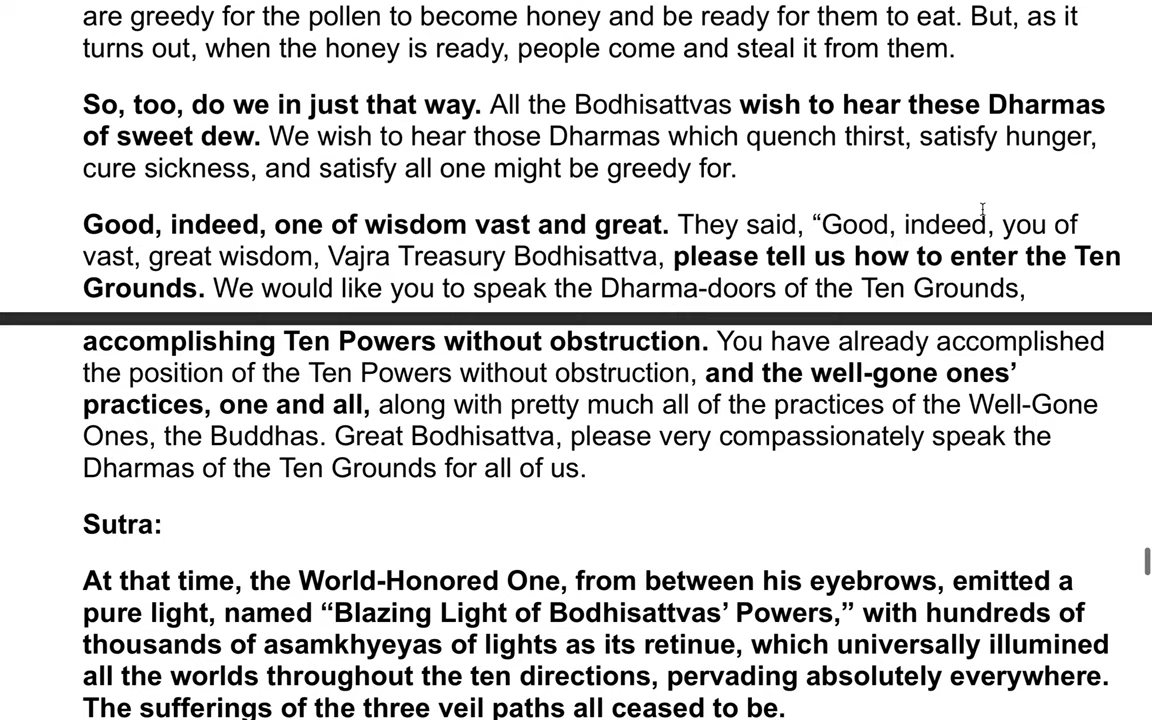 are greedy for the pollen to become honey and be ready for them to eat. But, as it
turns out, when the honey is ready, people come and steal it from them.
So, too, do we in just that way. All the Bodhisattvas wish to hear these Dharmas
of sweet dew. We wish to hear those Dharmas which quench thirst, satisfy hunger,
cure sickness, and satisfy all one might be greedy for.
Good, indeed, one of wisdom vast and great. They said, “Good, indeed, you of
vast, great wisdom, Vajra Treasury Bodhisattva, please tell us how to enter the Ten
Grounds. We would like you to speak the Dharma-doors of the Ten Grounds,
accomplishing Ten Powers without obstruction. You have already accomplished
the position of the Ten Powers without obstruction, and the well-gone ones’
practices, one and all, along with pretty much all of the practices of the Well-Gone
Ones, the Buddhas. Great Bodhisattva, please very compassionately speak the
Dharmas of the Ten Grounds for all of us.
Sutra:
At that time, the World-Honored One, from between his eyebrows, emitted a
pure light, named “Blazing Light of Bodhisattvas’ Powers,” with hundreds of
thousands of asamkhyeyas of lights as its retinue, which universally illumined
all the worlds throughout the ten directions, pervading absolutely everywhere.
The sufferings of the three veil paths all ceased to be.